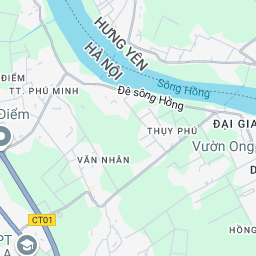 HƯNG YÊN
HÀ NỘI
Sông Hồng
ĐIỂM
TT. PHÚ MINH
Đê sông Hồng
Điểm
THỤY PHÚ
ĐẠI GIA
Vườn Ong
VĂN NHÂN
D
CT01
HỒNG
PT
A